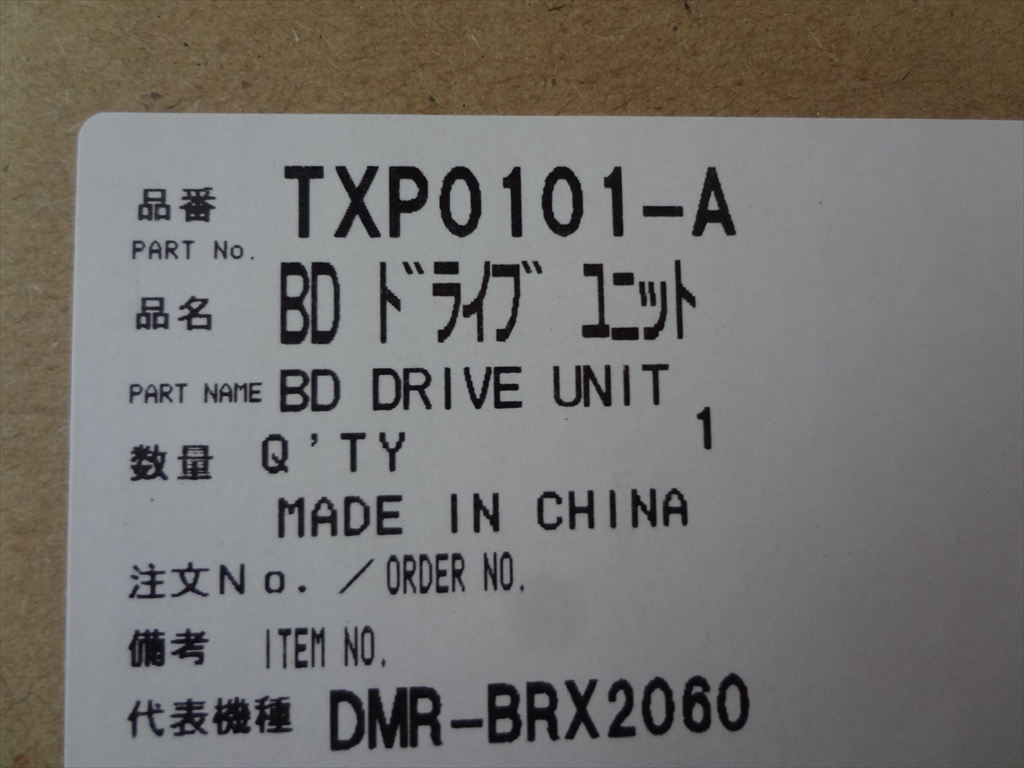 品番 TXP0101-A
PART No.
品名 BD ドライブ ユニット
PART NAME BD DRIVE UNIT
数量 Q'TY 1
MADE IN CHINA
注文No. ／ORDER NO.
備考 ITEM NO.
代表機種 DMR-BRX2060